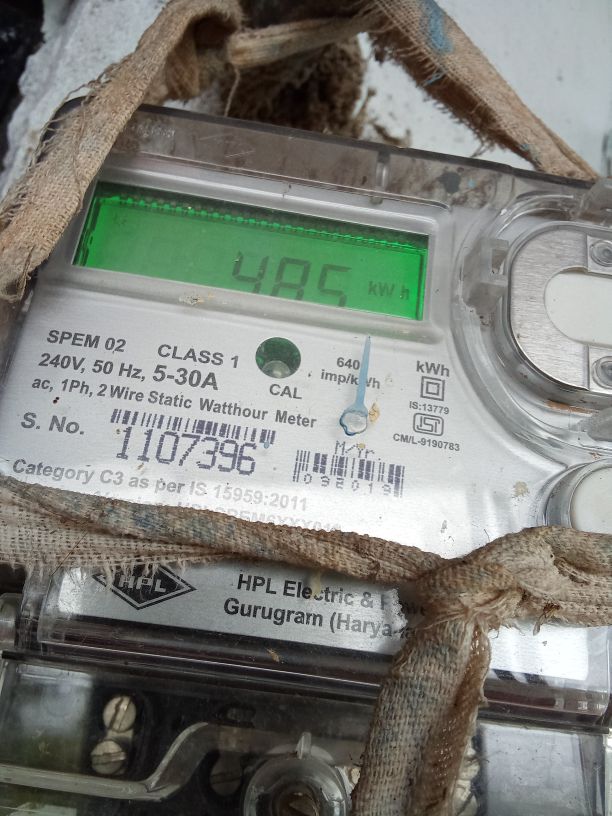 485 kWh
SPEM 02 CLASS 1
240V, 50 Hz, 5-30A
ac, 1Ph, 2 Wire Static Watthour Meter
CAL
640
imp/kWh
kWh
IS:13779
CM/L-9190783
S. No.
1107396
M/Yr.
092019
Category C3 as per IS 15959:2011
HPL
HPL Electric &
Gurugram